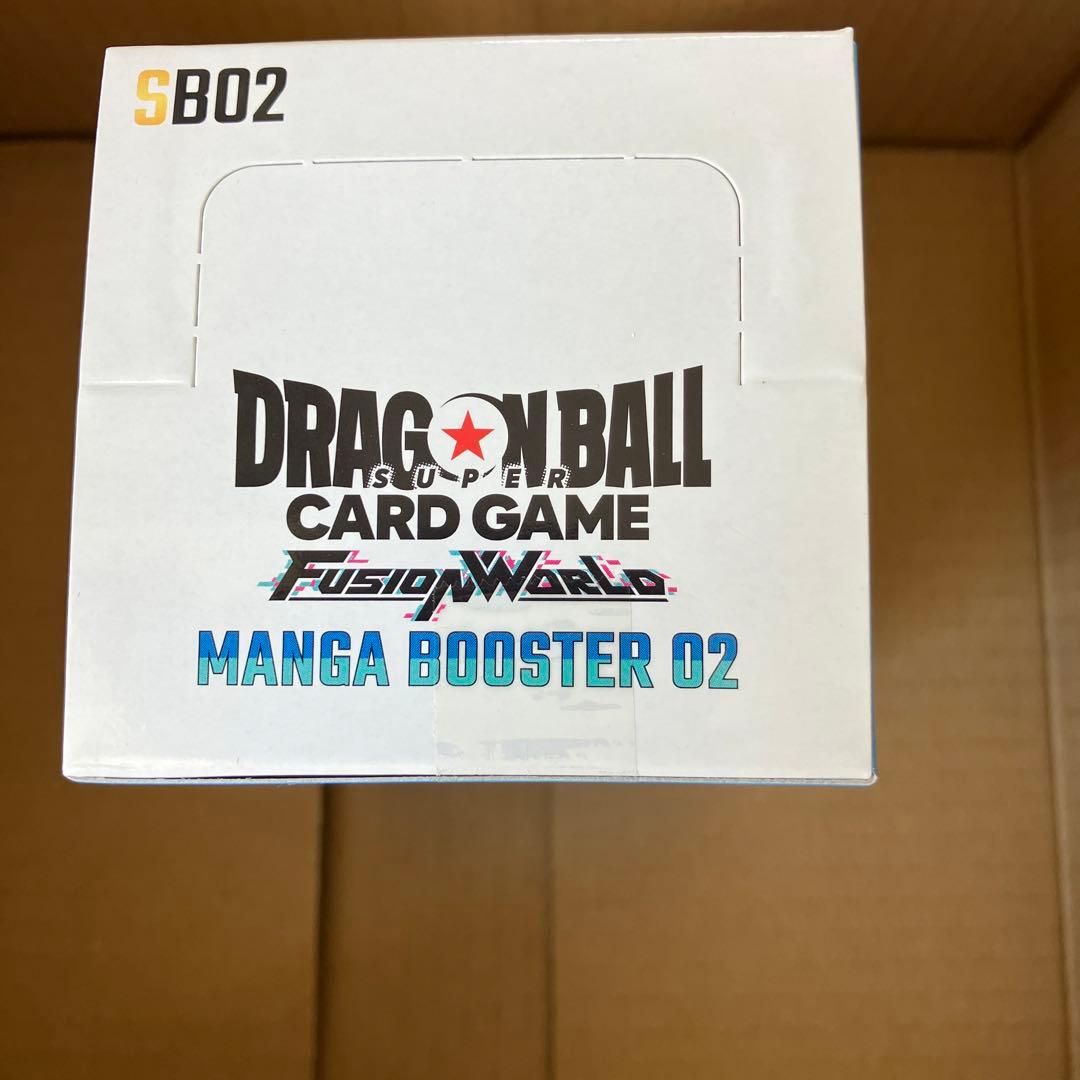 SB02
DRAGON BALL
SUPER
CARD GAME
FUSION WORLD
MANGA BOOSTER 02